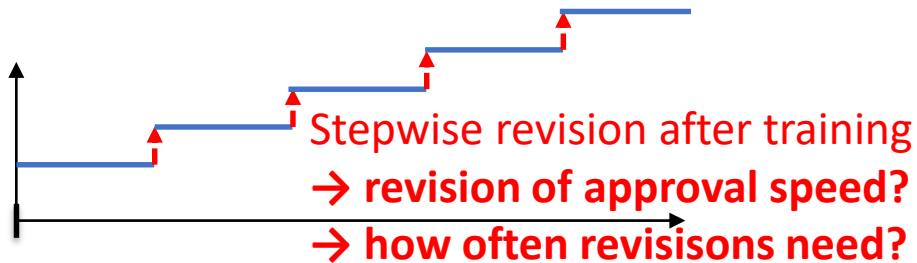 Stepwise revision after training
→ revision of approval speed?
→ how often revisisons need?